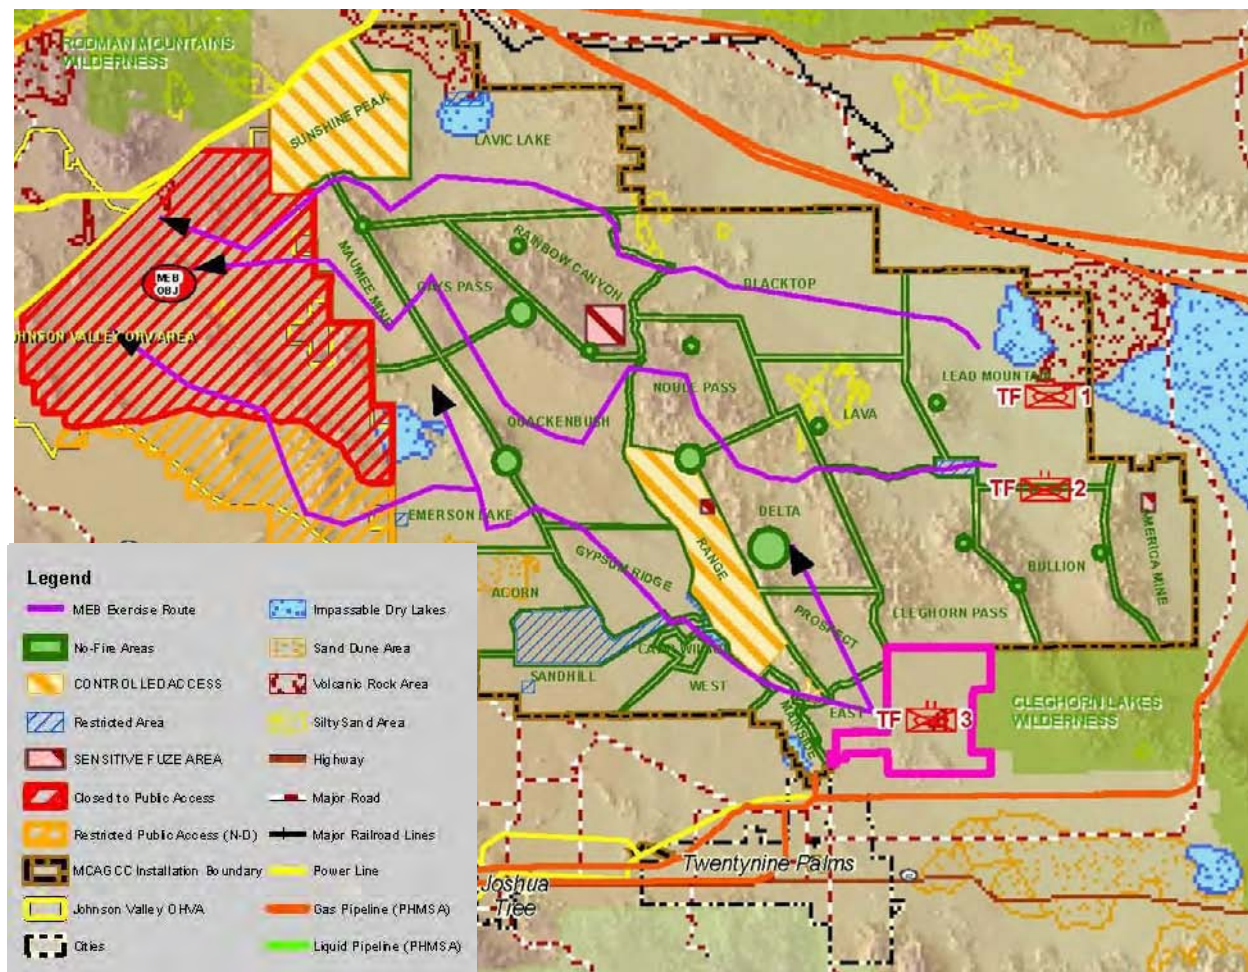 RODMAN MOUNTAINS
WILDERNESS
SUNSHINE PEAK
LAVIC LAKE
MAUMEE MINE
RAINBOW CANYON
GAYS PASS
BLACKTOP
MEB
OBJ
JOHNSON VALLEY ORV AREA
NOBLE PASS
LEAD MOUNTAIN
TF 1
LAVA
QUACKENBUSH
TF 2
EMERSON LAKE
DELTA
RANGE
GYPSUM RIDGE
BULLION
AMERICA MINE
ACORN
PROSPECT
CLEGHORN PASS
CAMP WILSON
SANDHILL
WEST
EAST
MAINSIDE
TF 3
CLEGHORN LAKES
WILDERNESS
Twentynine Palms
Joshua
Tree
Legend
MEB Exercise Route
No-Fire Areas
CONTROLLED ACCESS
Restricted Area
SENSITIVE FUZE AREA
Closed to Public Access
Restricted Public Access (N-D)
MCAGCC Installation Boundary
Johnson Valley OHVA
Cities
Impassable Dry Lakes
Sand Dune Area
Volcanic Rock Area
Silty Sand Area
Highway
Major Road
Major Railroad Lines
Power Line
Gas Pipeline (PHMSA)
Liquid Pipeline (PHMSA)